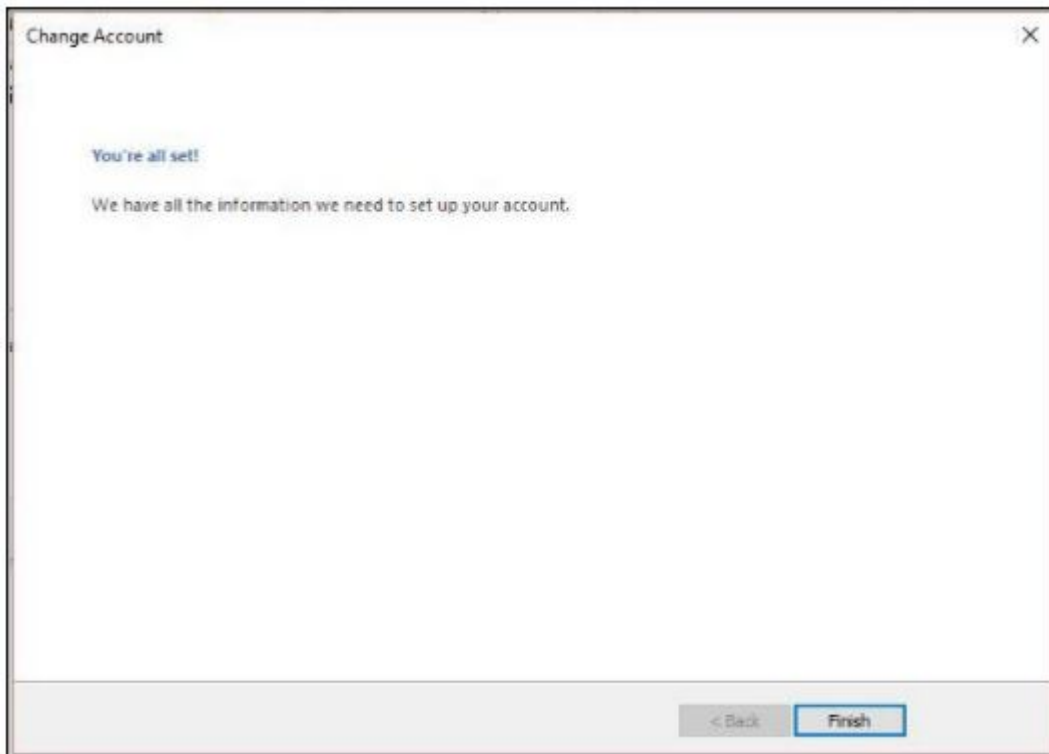 Change Account
You're all set!
We have all the information we need to set up your account.
< Back
Finish